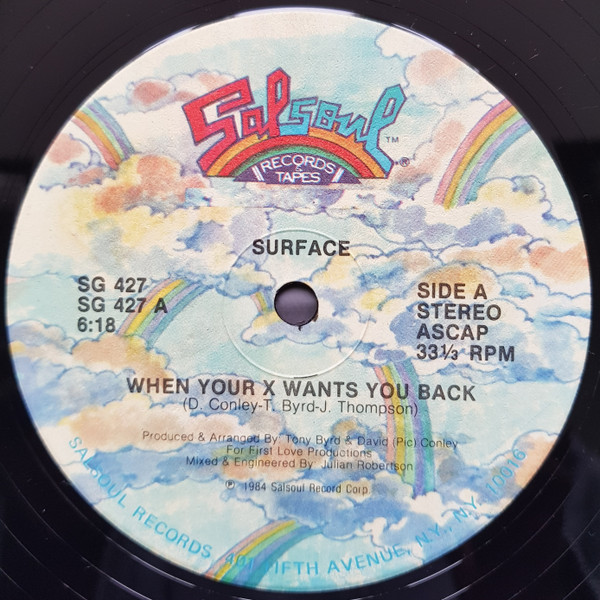 Salsoul TM
RECORDS &
TAPES ®
SURFACE
SG 427
SG 427 A
6:18
SIDE A
STEREO
ASCAP
33⅓ RPM
WHEN YOUR X WANTS YOU BACK
(D. Conley-T. Byrd-J. Thompson)
Produced & Arranged By: Tony Byrd & David (Pic) Conley
For First Love Productions
Mixed & Engineered By: Julian Robertson
℗ 1984 Salsoul Record Corp.
SALSOUL RECORDS, 401 FIFTH AVENUE, N.Y., N.Y. 10016